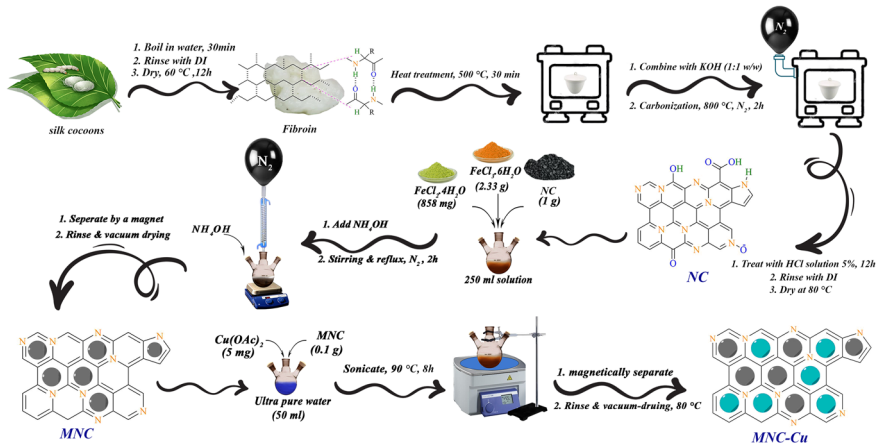 1. Boil in water, 30min
2. Rinse with DI
3. Dry, 60 °C ,12h
silk cocoons
Fibroin
N
H
R
O
H
H
O
H
N
R
Heat treatment, 500 °C, 30 min
1. Combine with KOH (1:1 w/w)
2. Carbonization, 800 °C, N2, 2h
N2
1. Treat with HCl solution 5%, 12h
2. Rinse with DI
3. Dry at 80 °C
OH
COOH
H
N
N
N
N
N
N
O
O
NC
FeCl2.4H2O
(858 mg)
FeCl3.6H2O
(2.33 g)
NC
(1 g)
250 ml solution
1. Add NH4OH
2. Stirring & reflux, N2, 2h
N2
NH4OH
1. Seperate by a magnet
2. Rinse & vacuum drying
N
N
N
N
N
N
MNC
Cu(OAc)2
(5 mg)
MNC
(0.1 g)
Ultra pure water
(50 ml)
Sonicate, 90 °C, 8h
1. magnetically separate
2. Rinse & vacuum-druing, 80 °C
N
N
N
N
N
N
MNC-Cu